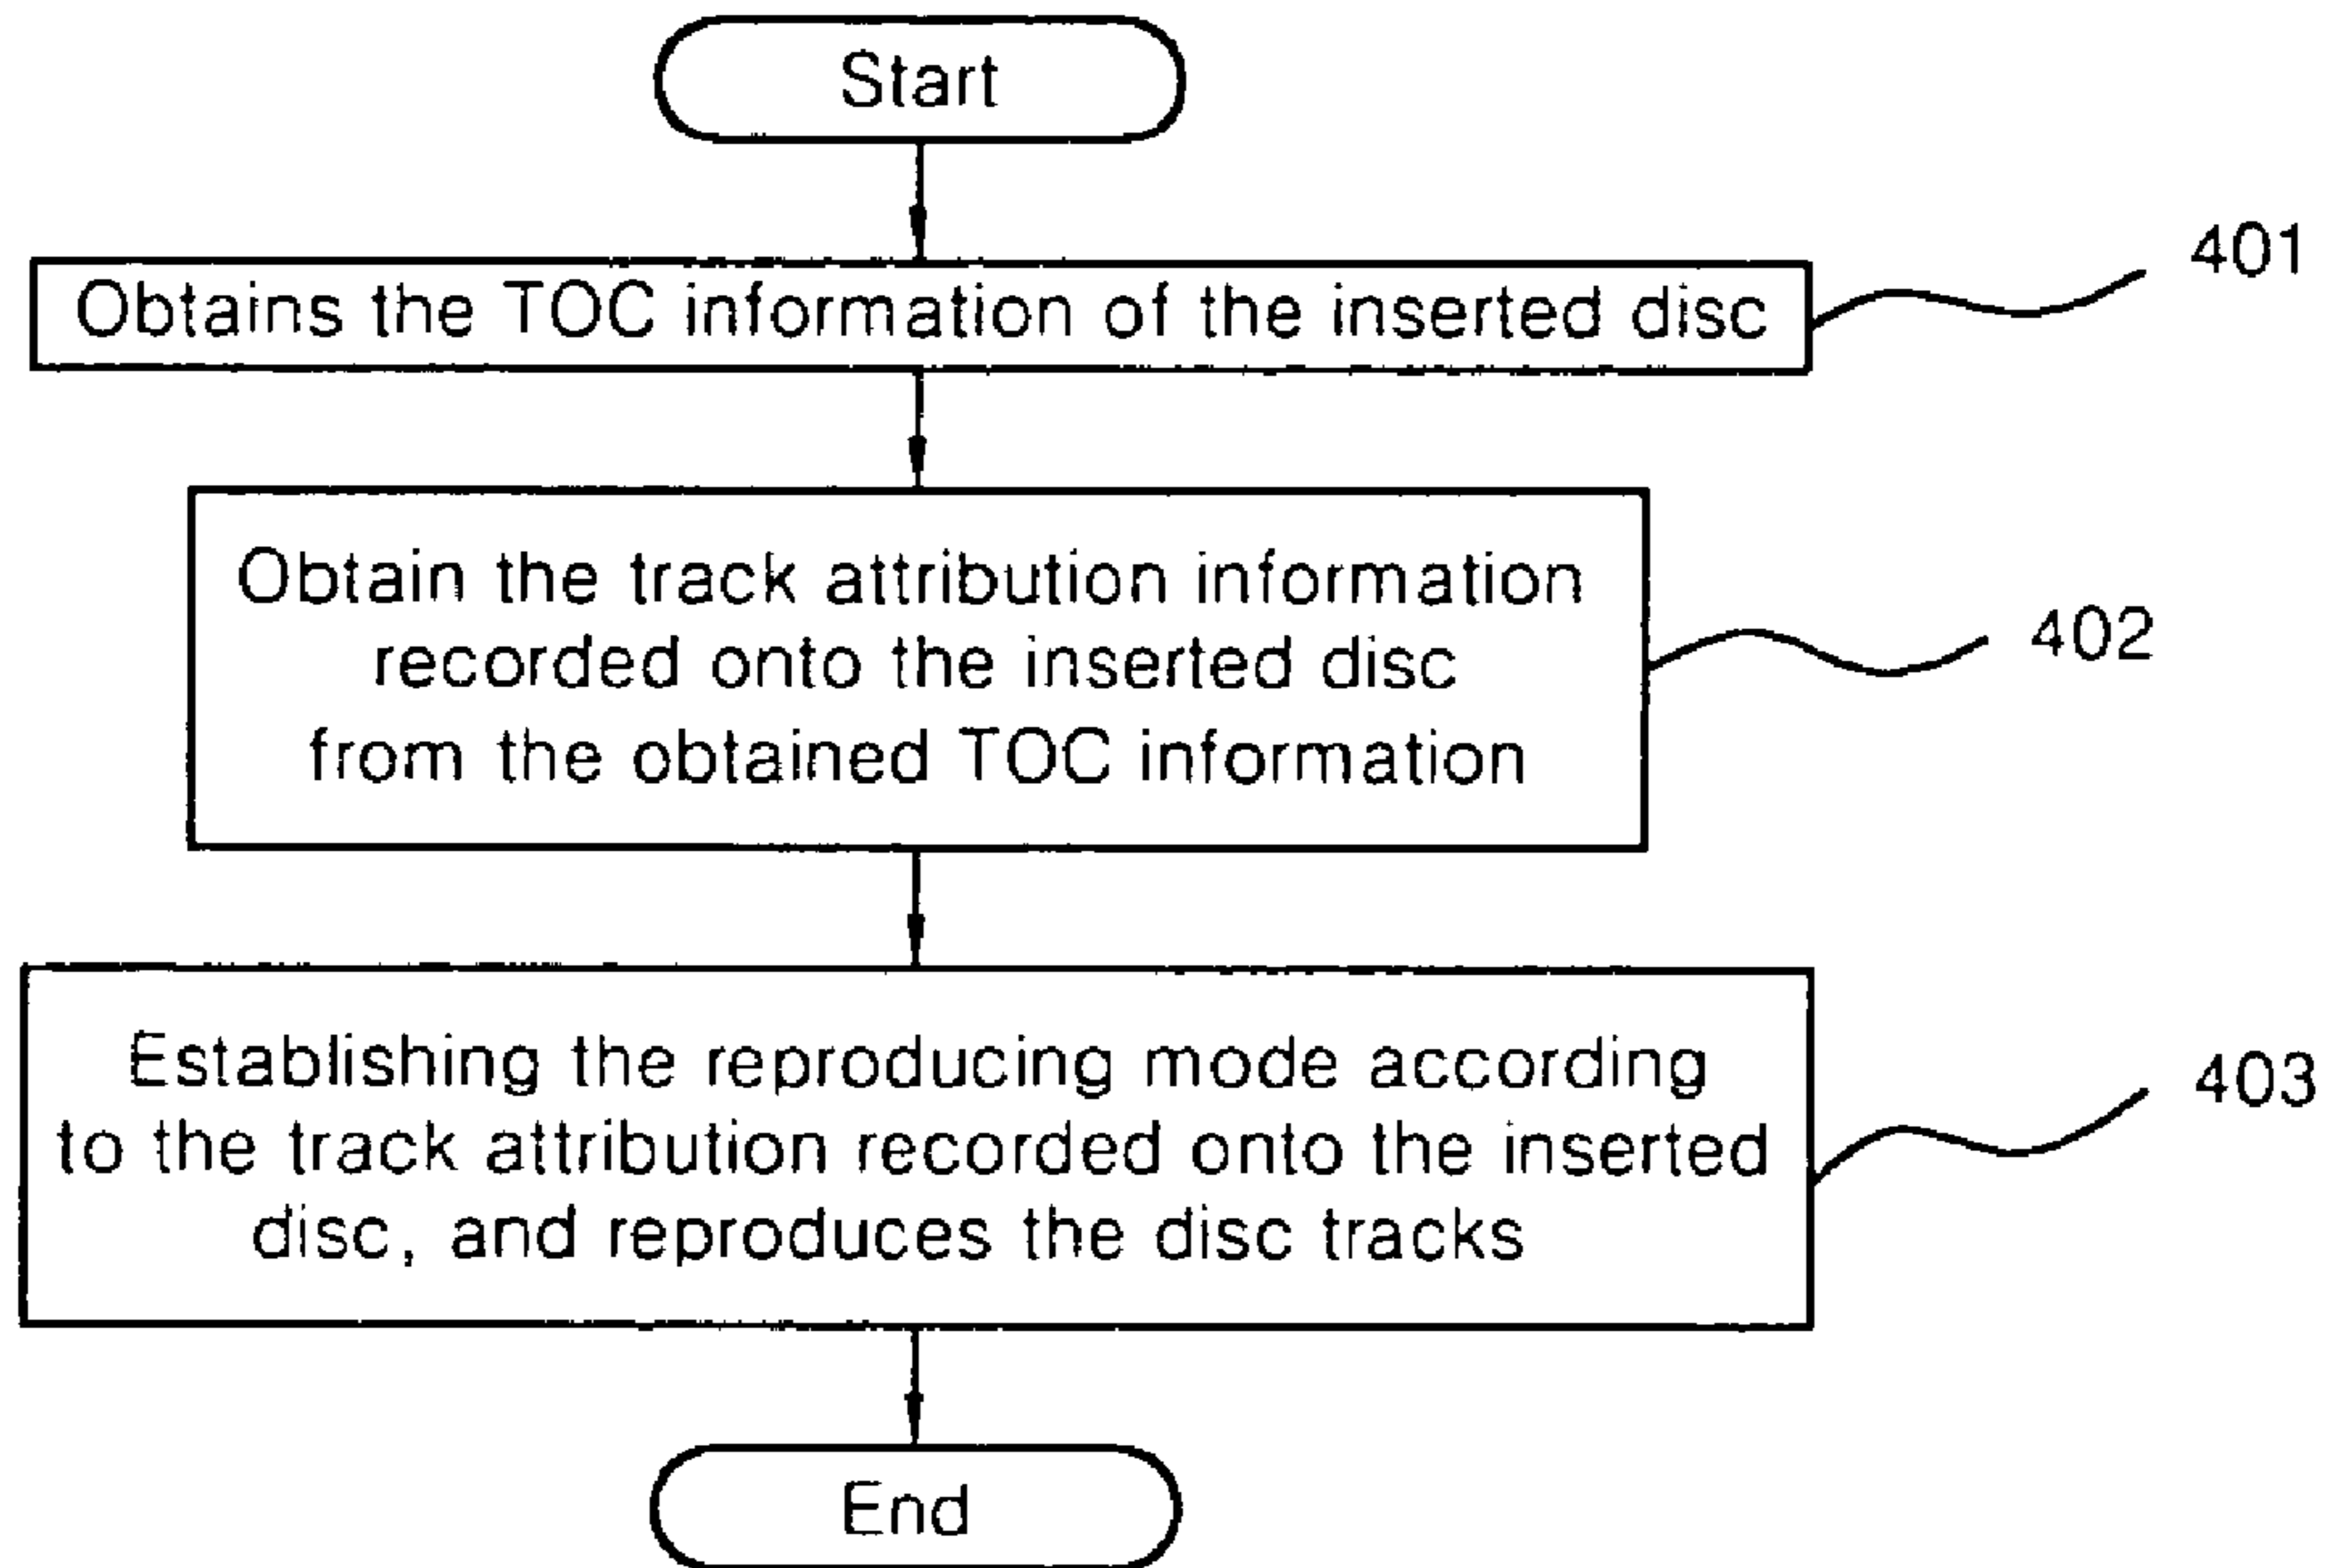 Start
401
Obtains the TOC information of the inserted disc
Obtain the track attribution information
recorded onto the inserted disc
from the obtained TOC information
402
Establishing the reproducing mode according
to the track attribution recorded onto the inserted
disc, and reproduces the disc tracks
403
End